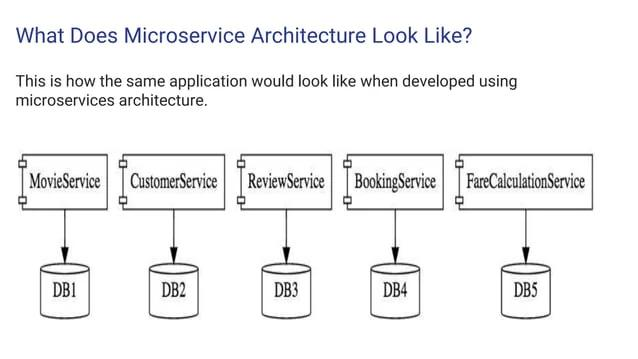 What Does Microservice Architecture Look Like?
This is how the same application would look like when developed using
microservices architecture.
MovieService
CustomerService
ReviewService
BookingService
FareCalculationService
DB1
DB2
DB3
DB4
DB5